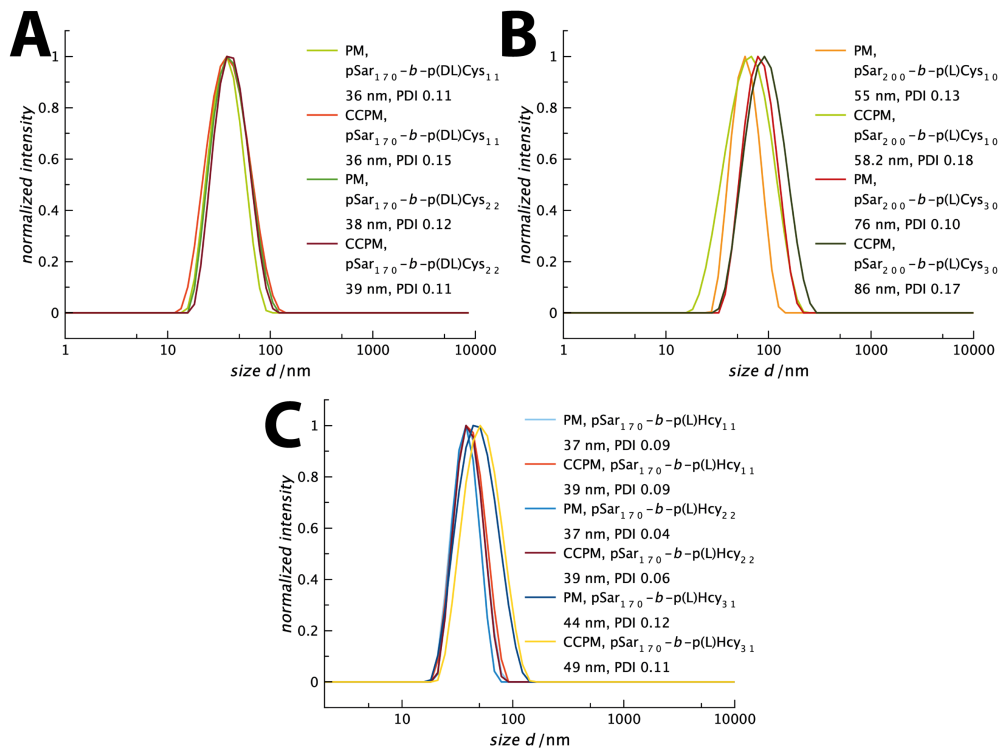 A
normalized intensity
1
0.8
0.6
0.4
0.2
0
1
10
100
1000
10000
size d /nm
PM,
pSar₁₇₀–b–p(DL)Cys₁₁
36 nm, PDI 0.11
CCPM,
pSar₁₇₀–b–p(DL)Cys₁₁
36 nm, PDI 0.15
PM,
pSar₁₇₀–b–p(DL)Cys₂₂
38 nm, PDI 0.12
CCPM,
pSar₁₇₀–b–p(DL)Cys₂₂
39 nm, PDI 0.11
B
normalized intensity
1
0.8
0.6
0.4
0.2
0
1
10
100
1000
10000
size d /nm
PM,
pSar₂₀₀–b–p(L)Cys₁₀
55 nm, PDI 0.13
CCPM,
pSar₂₀₀–b–p(L)Cys₁₀
58.2 nm, PDI 0.18
PM,
pSar₂₀₀–b–p(L)Cys₃₀
76 nm, PDI 0.10
CCPM,
pSar₂₀₀–b–p(L)Cys₃₀
86 nm, PDI 0.17
C
normalized intensity
1
0.8
0.6
0.4
0.2
0
10
100
1000
10000
size d /nm
PM, pSar₁₇₀–b–p(L)Hcy₁₁
37 nm, PDI 0.09
CCPM, pSar₁₇₀–b–p(L)Hcy₁₁
39 nm, PDI 0.09
PM, pSar₁₇₀–b–p(L)Hcy₂₂
37 nm, PDI 0.04
CCPM, pSar₁₇₀–b–p(L)Hcy₂₂
39 nm, PDI 0.06
PM, pSar₁₇₀–b–p(L)Hcy₃₁
44 nm, PDI 0.12
CCPM, pSar₁₇₀–b–p(L)Hcy₃₁
49 nm, PDI 0.11